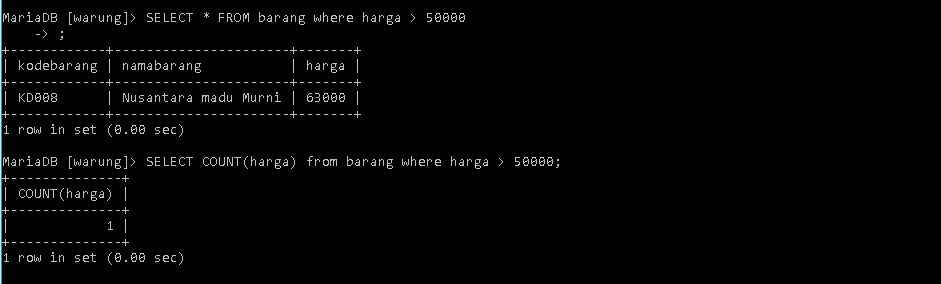 MariaDB [warung]> SELECT * FROM barang where harga > 50000
    -> ;
+------------+----------------------+-------+
| kodebarang | namabarang           | harga |
+------------+----------------------+-------+
| KD008      | Nusantara madu Murni | 63000 |
+------------+----------------------+-------+
1 row in set (0.00 sec)
MariaDB [warung]> SELECT COUNT(harga) from barang where harga > 50000;
+--------------+
| COUNT(harga) |
+--------------+
|            1 |
+--------------+
1 row in set (0.00 sec)